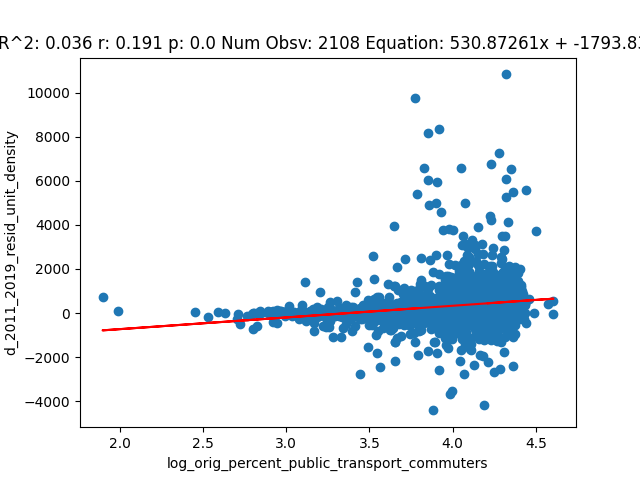 R^2: 0.036 r: 0.191 p: 0.0 Num Obsv: 2108 Equation: 530.87261x + -1793.83
10000
8000
6000
4000
2000
0
−2000
−4000
d_2011_2019_resid_unit_density
2.0 2.5 3.0 3.5 4.0 4.5
log_orig_percent_public_transport_commuters